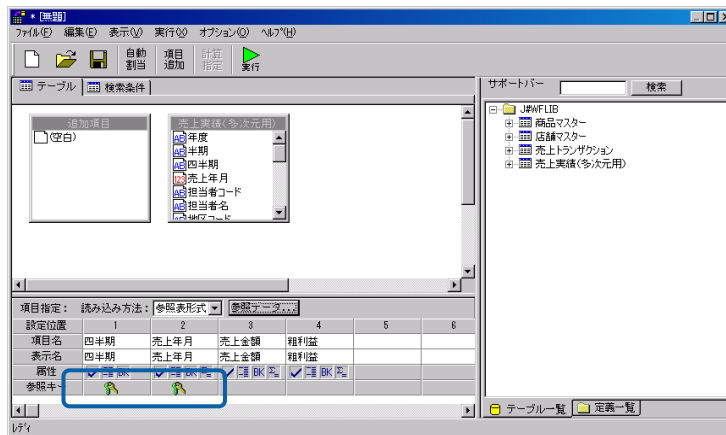 * [無題]
ファイル(F) 編集(E) 表示(V) 実行(X) オプション(O) ヘルプ(H)
自動割当 項目追加 計算指定 実行
テーブル 検索条件
サポートバー 検索
追加項目
(空白)
売上実績(多次元用)
年度
半期
四半期
売上年月
担当者コード
担当者名
地区コード
J#WFLIB
商品マスター
店舗マスター
売上トランザクション
売上実績(多次元用)
項目指定: 読み込み方法: 参照表形式 参照データ...
設定位置 1 2 3 4 5 6
項目名 四半期 売上年月 売上金額 粗利益
表示名 四半期 売上年月 売上金額 粗利益
属性 BK BK BK BK
参照キー
テーブル一覧 定義一覧
レディ